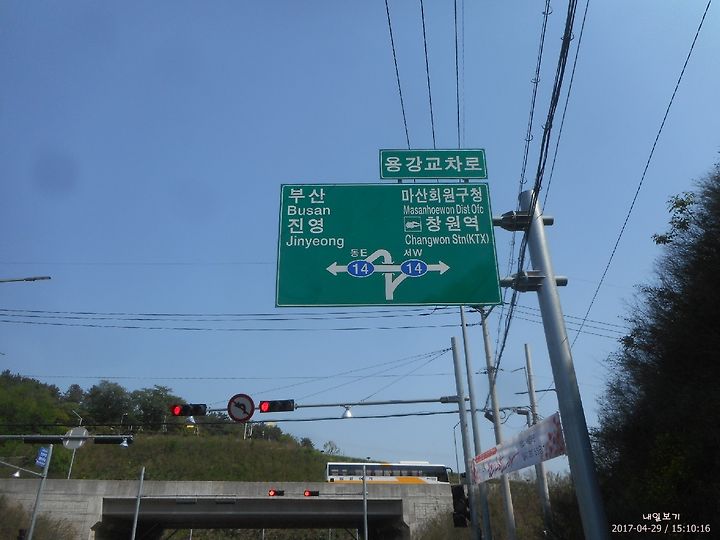 용강교차로
부산
Busan
진영
Jinyeong
마산회원구청
Masanhoewon Dist Ofc
창원역
Changwon Stn(KTX)
동E
서W
14
14
내일보기
2017-04-29 / 15:10:16